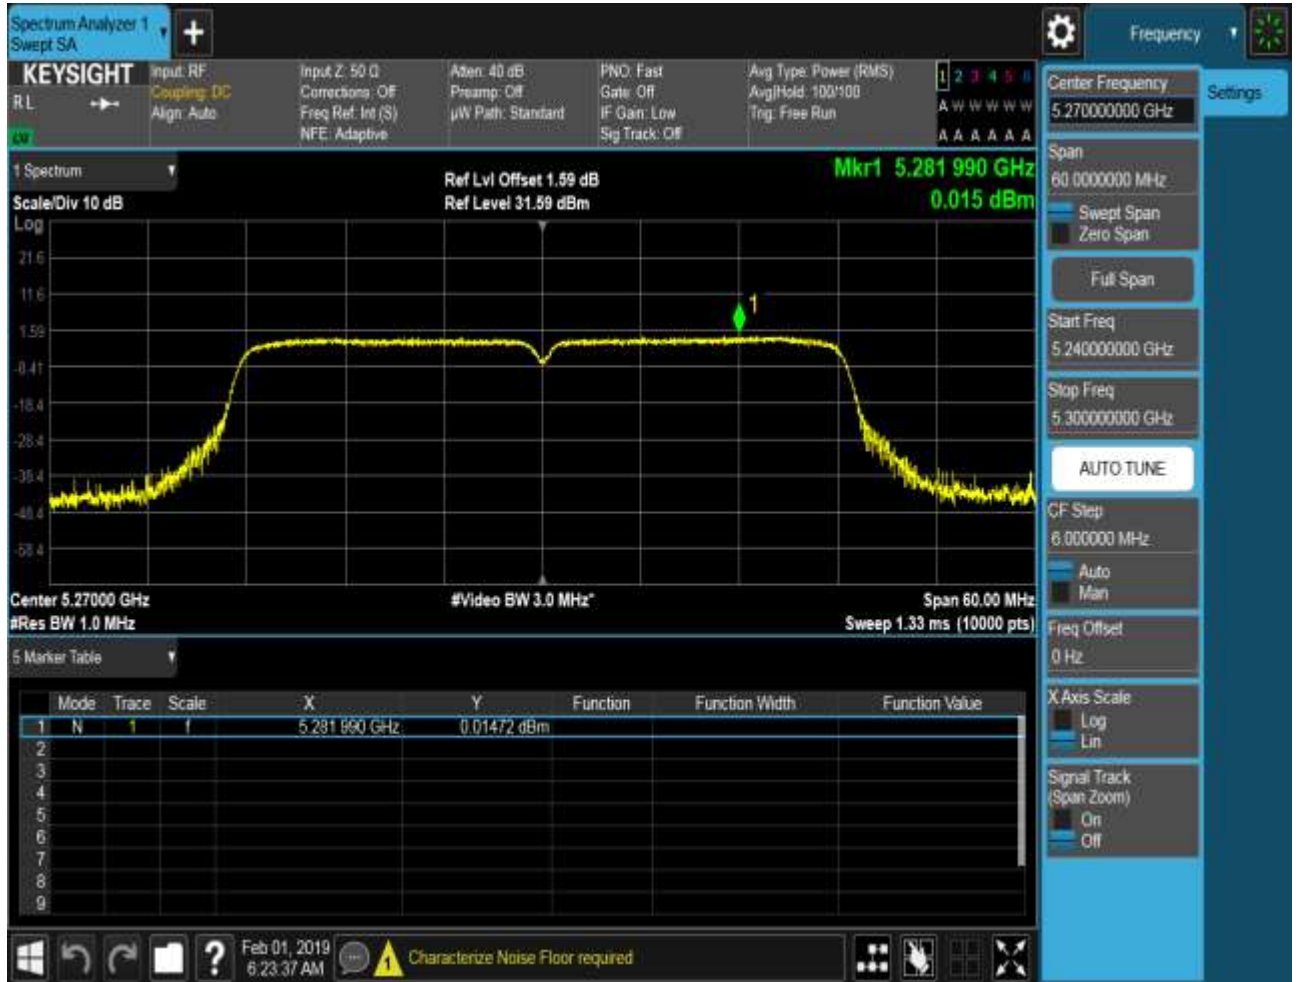 Spectrum Analyzer 1
Swept SA
+
Frequency
KEYSIGHT
RL
Input: RF
Coupling: DC
Align: Auto
Input Z: 50 Ω
Corrections: Off
Freq Ref: Int (S)
NFE: Adaptive
Atten: 40 dB
Preamp: Off
µW Path: Standard
PNO: Fast
Gate: Off
IF Gain: Low
Sig Track: Off
Avg Type: Power (RMS)
Avg|Hold: 100/100
Trig: Free Run
1 2 3 4 5 6
A W W W W W
A A A A A A
1 Spectrum
Scale/Div 10 dB
Ref Lvl Offset 1.59 dB
Ref Level 31.59 dBm
Mkr1 5.281 990 GHz
0.015 dBm
Log
21.6
11.6
1.59
-8.41
-18.4
-28.4
-38.4
-48.4
-58.4
1
Center 5.27000 GHz
#Res BW 1.0 MHz
#Video BW 3.0 MHz*
Span 60.00 MHz
Sweep 1.33 ms (10000 pts)
5 Marker Table
Mode Trace Scale X Y Function Function Width Function Value
1 N 1 f 5.281 990 GHz 0.01472 dBm
2
3
4
5
6
7
8
9
Feb 01, 2019
6:23:37 AM
?
1
Characterize Noise Floor required
Center Frequency
5.270000000 GHz
Settings
Span
60.0000000 MHz
Swept Span
Zero Span
Full Span
Start Freq
5.240000000 GHz
Stop Freq
5.300000000 GHz
AUTO TUNE
CF Step
6.000000 MHz
Auto
Man
Freq Offset
0 Hz
X Axis Scale
Log
Lin
Signal Track
(Span Zoom)
On
Off